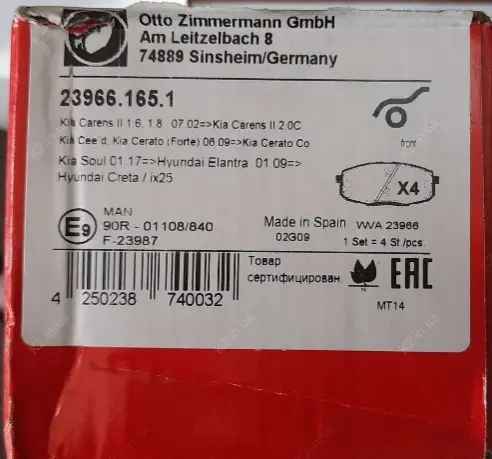 Otto Zimmermann GmbH
Am Leitzelbach 8
74889 Sinsheim/Germany
23966.165.1
Kia Carens II 1.6, 1.8 07.02=>Kia Carens II 2.0C
Kia Cee'd; Kia Cerato (Forte) 06.09=>Kia Cerato Co
front
Kia Soul 01.17=>Hyundai Elantra 01.09=>
Hyundai Creta / ix25
X4
E9
MAN
90R - 01108/840
F-23987
Made in Spain
02G09
WVA 23966
1 Set = 4 St./pcs.
Товар
сертифицирован
EAC
MT14
4 250238 740032